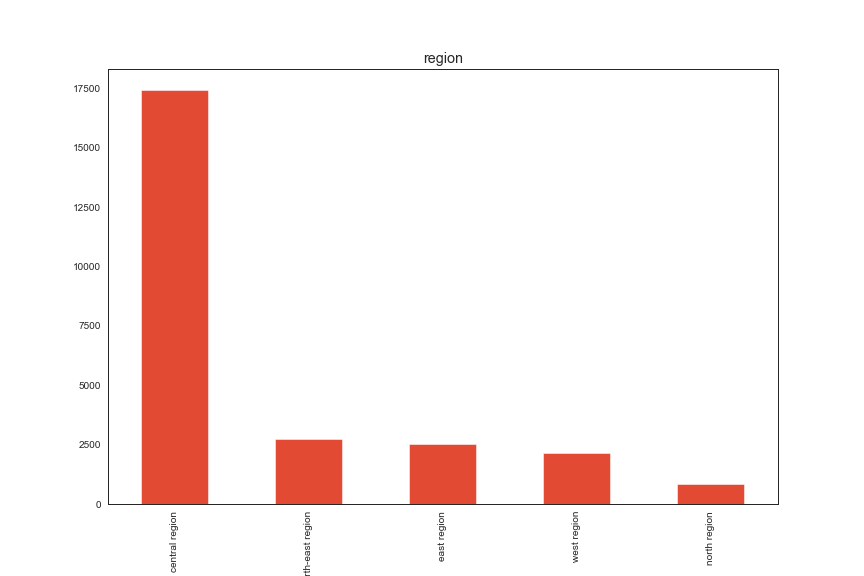 region
17500
15000
12500
10000
7500
5000
2500
0
central region
rth-east region
east region
west region
north region